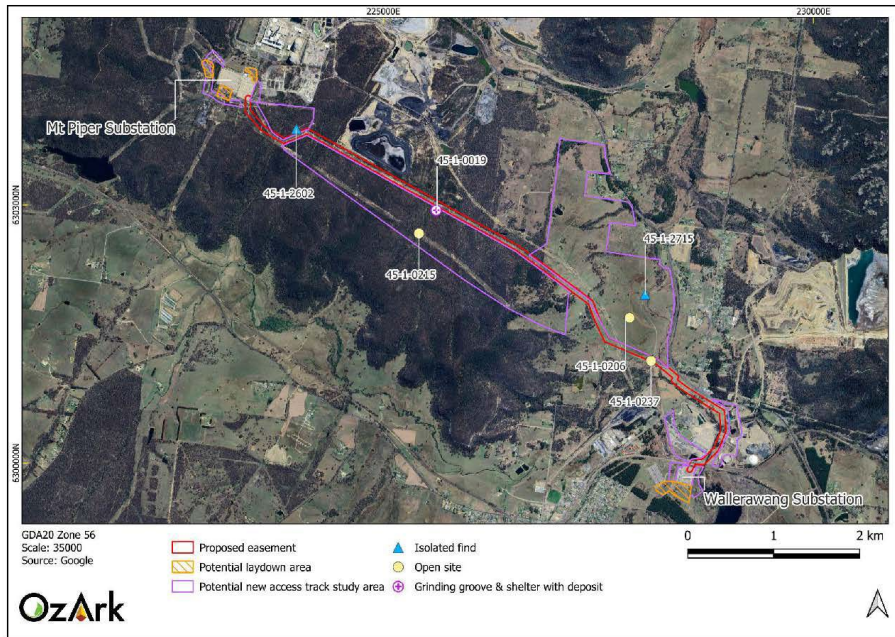 225000E
230000E
Mt Piper Substation
45-1-0019
45-1-2602
6303000N
45-1-2715
45-1-0215
45-1-0206
45-1-0237
630000N
Wallerawang Substation
GDA20 Zone 56
Scale: 35000
Source: Google
Proposed easement
Potential laydown area
Potential new access track study area
Isolated find
Open site
Grinding groove & shelter with deposit
0 1 2 km
OzArk